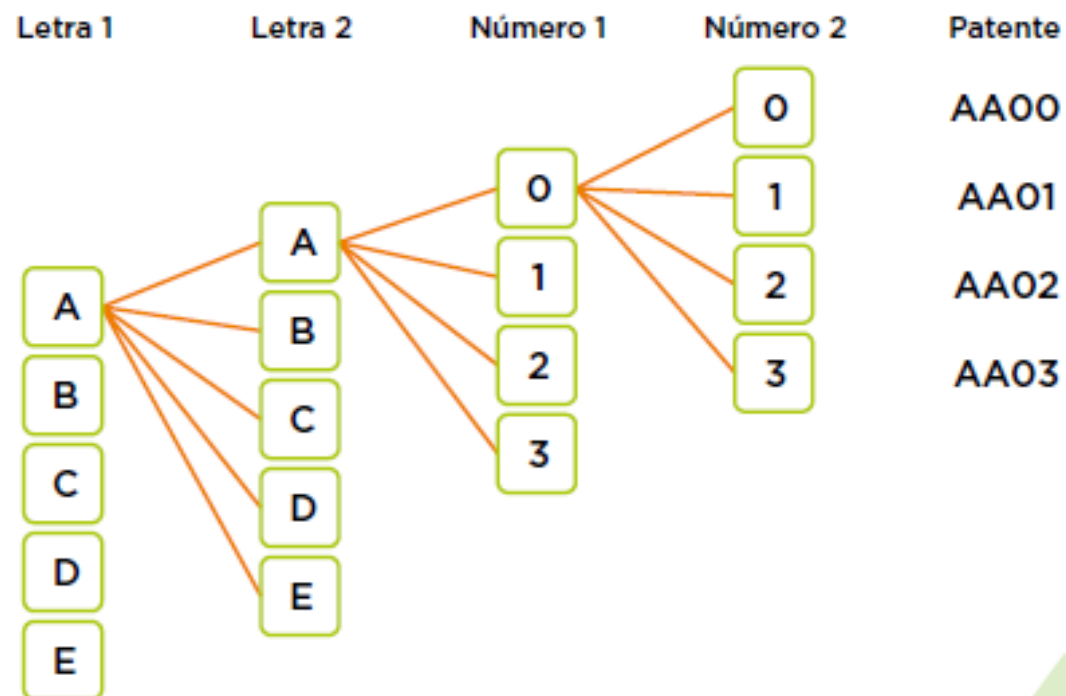 Letra 1 Letra 2 Número 1 Número 2 Patente
0 AA00
0 1 AA01
A 1 2 AA02
A B 2 3 AA03
B C 3
C D
D E
E